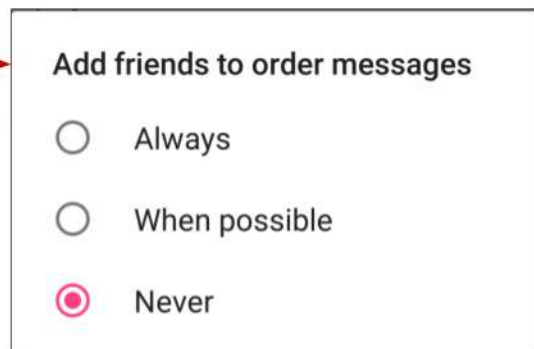 Add friends to order messages
Always
When possible
Never